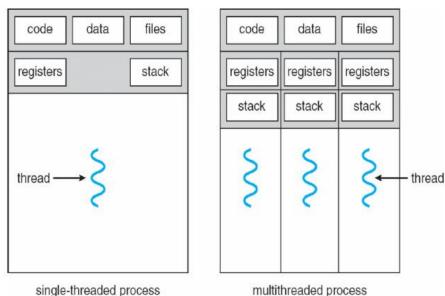 code data files code data files
registers stack registers registers registers
stack stack stack
thread thread
single-threaded process multithreaded process